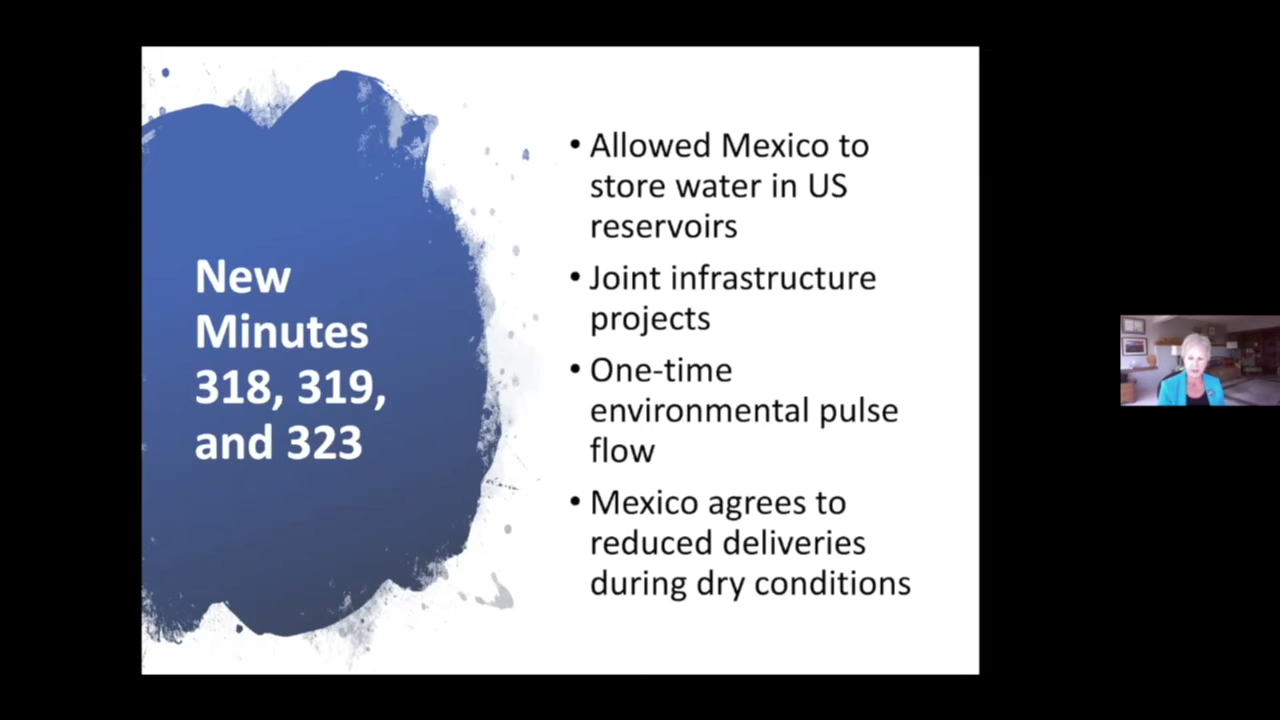 New
Minutes
318, 319,
and 323
• Allowed Mexico to
store water in US
reservoirs
• Joint infrastructure
projects
• One-time
environmental pulse
flow
• Mexico agrees to
reduced deliveries
during dry conditions